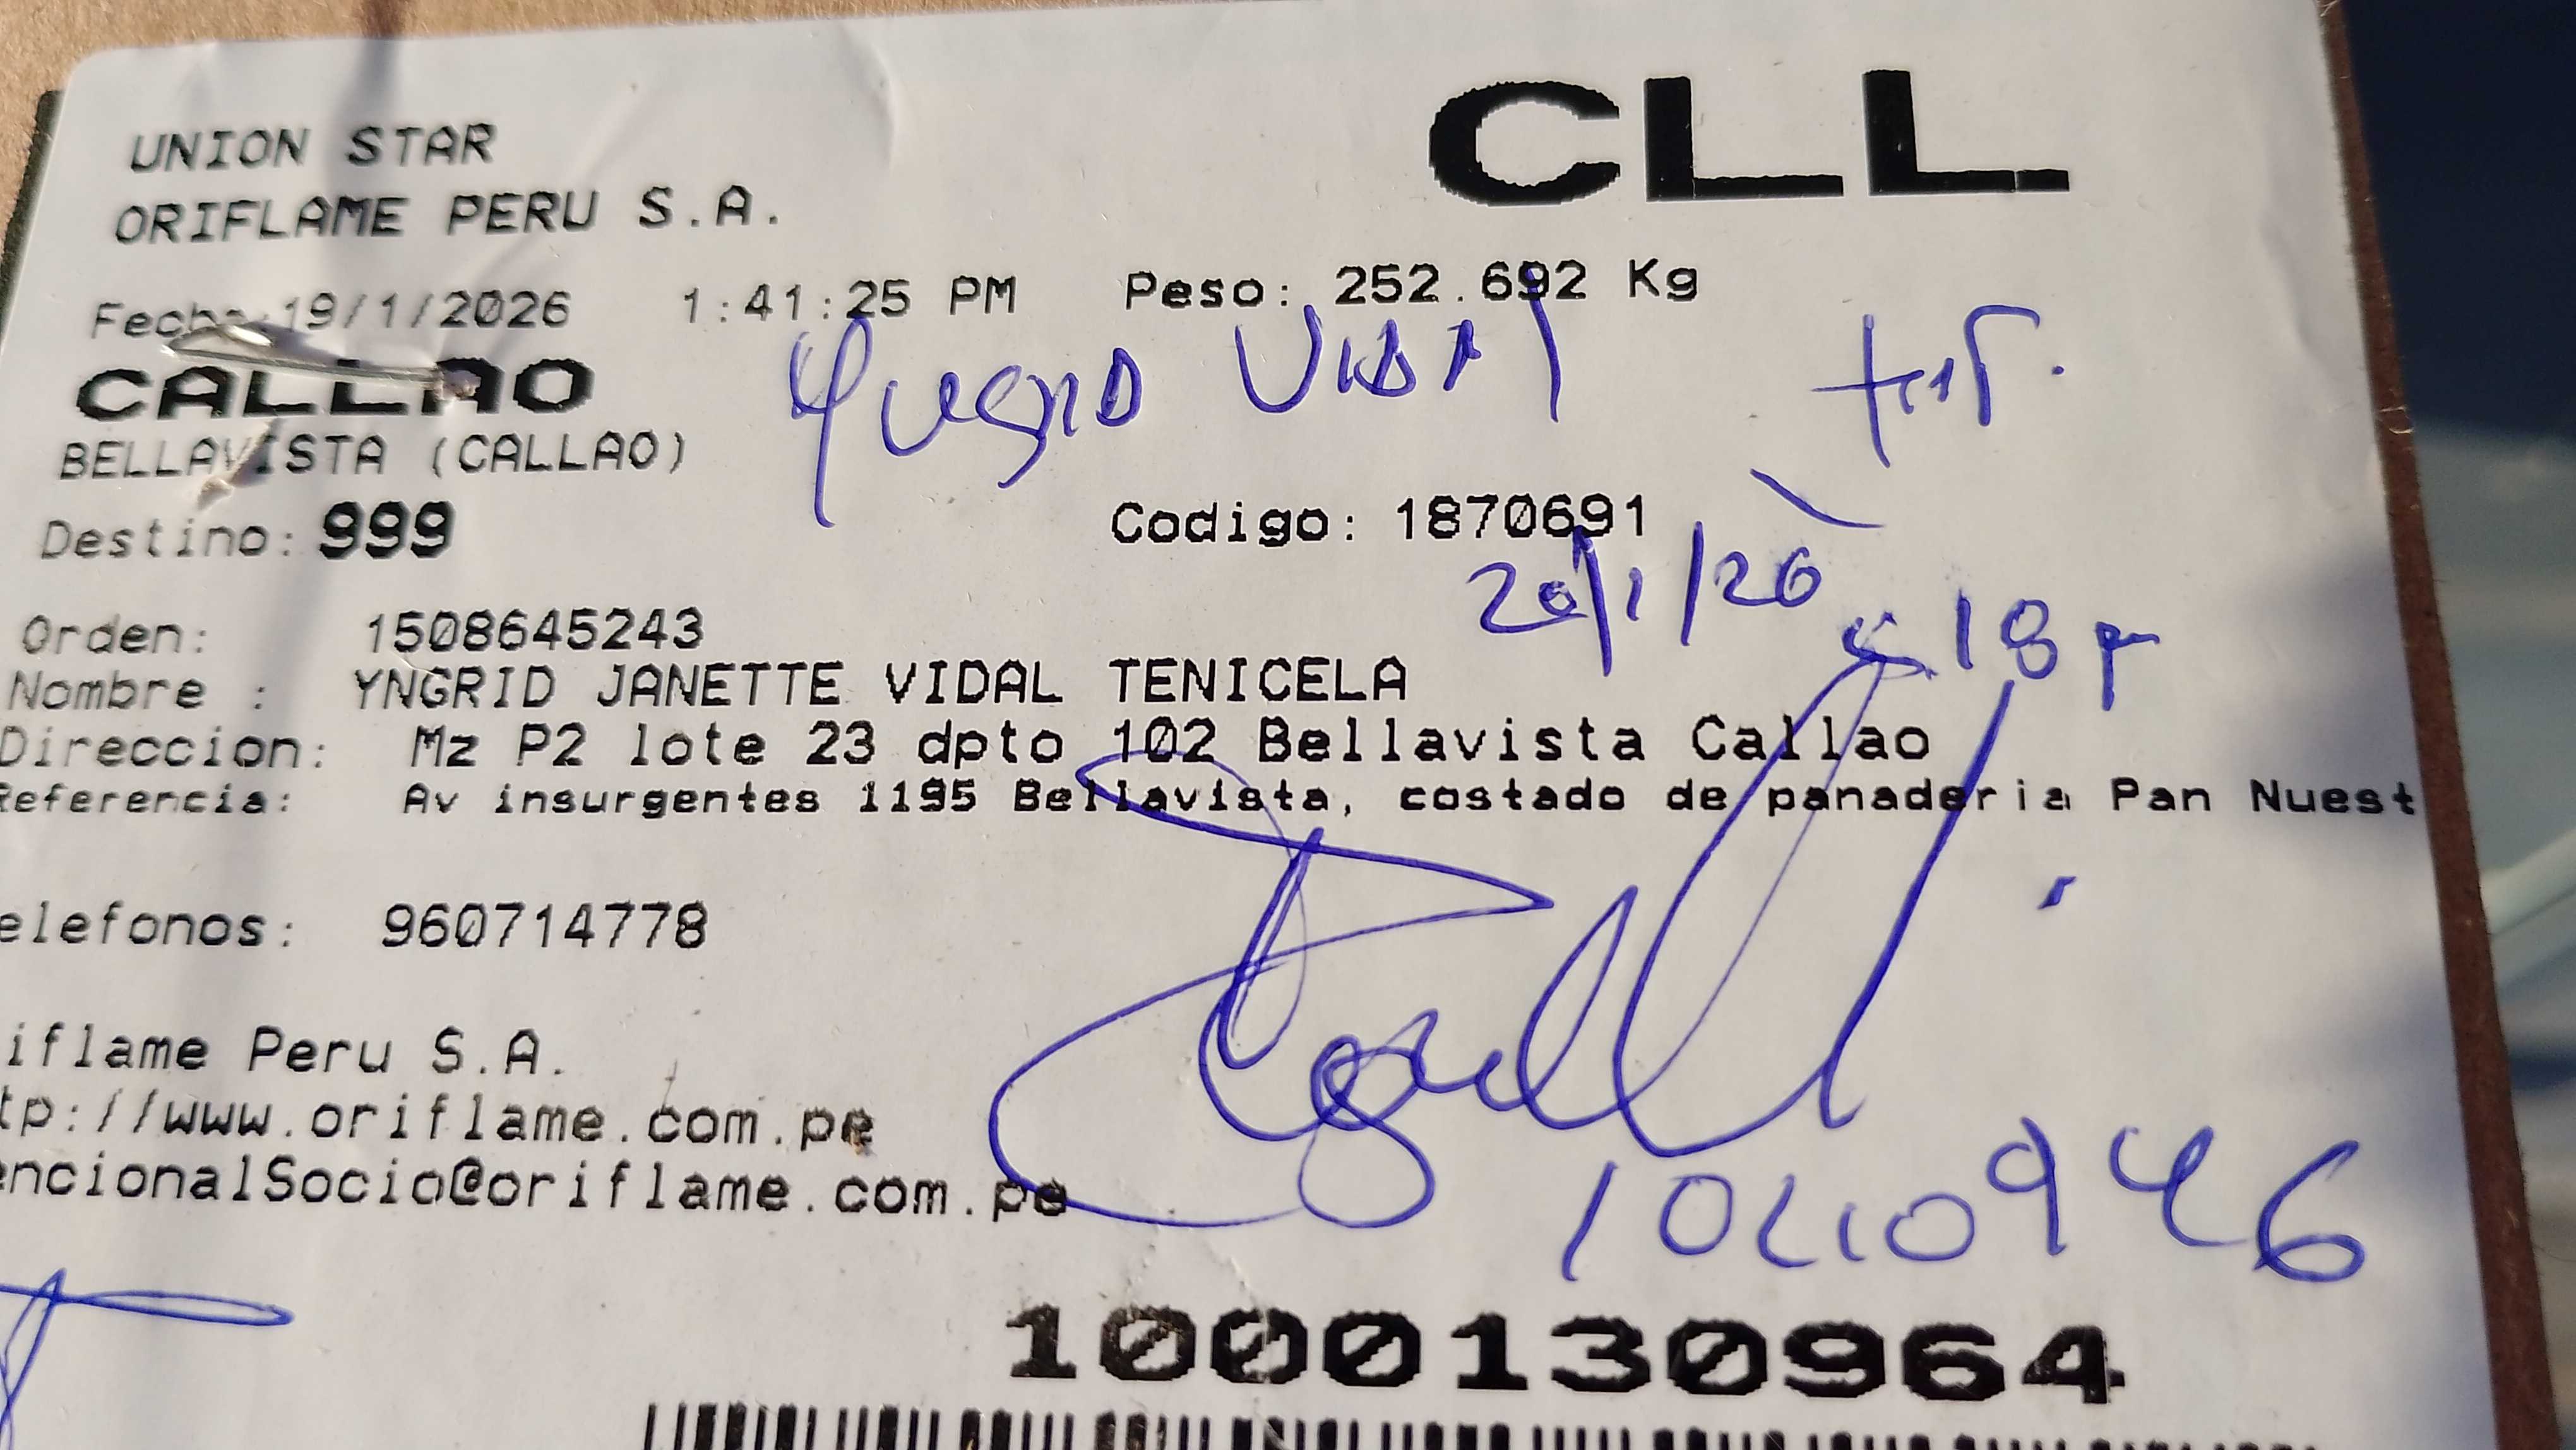 UNION STAR
CLL
ORIFLAME PERU S.A.
Fecha:19/1/2026 1:41:25 PM Peso: 252.692 Kg
CALLAO
Yngrid Vidal
BELLAVISTA (CALLAO)
Destino: 999 Codigo: 1870691
20/1/26
18
Orden: 1508645243
Nombre : YNGRID JANETTE VIDAL TENICELA
Direccion: Mz P2 lote 23 dpto 102 Bellavista Callao
Referencia: Av insurgentes 1195 Bellavista, costado de panaderia Pan Nuest
elefonos: 960714778
iflame Peru S.A.
tp://www.oriflame.com.pe
encionalSocio@oriflame.com.pe
1000130964